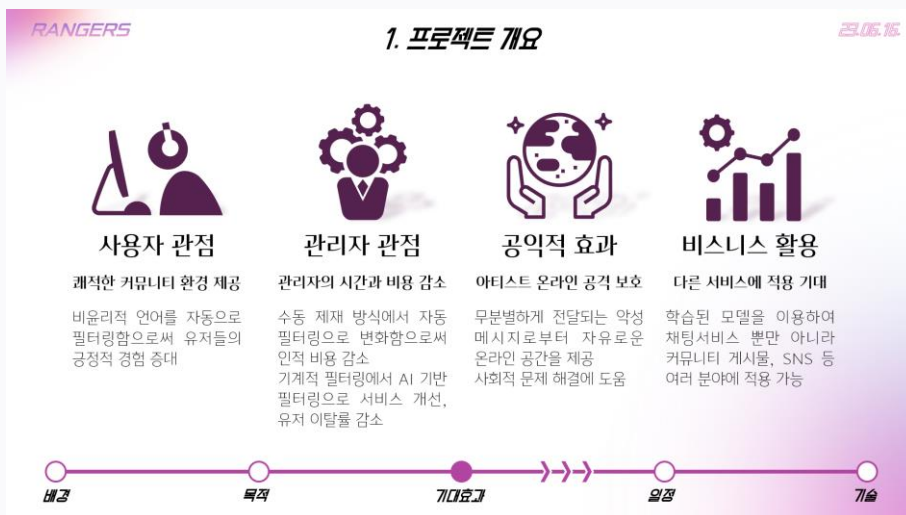 RANGERS
1. 프로젝트 개요
23.06.16.
사용자 관점
쾌적한 커뮤니티 환경 제공
비윤리적 언어를 자동으로
필터링함으로써 유저들의
긍정적 경험 증대
관리자 관점
관리자의 시간과 비용 감소
수동 제재 방식에서 자동
필터링으로 변화함으로써
인적 비용 감소
기계적 필터링에서 AI 기반
필터링으로 서비스 개선,
유저 이탈률 감소
공익적 효과
아티스트 온라인 공격 보호
무분별하게 전달되는 악성
메시지로부터 자유로운
온라인 공간을 제공
사회적 문제 해결에 도움
비스니스 활용
다른 서비스에 적용 기대
학습된 모델을 이용하여
채팅서비스 뿐만 아니라
커뮤니티 게시물, SNS 등
여러 분야에 적용 가능
배경
목적
기대효과
일정
기술